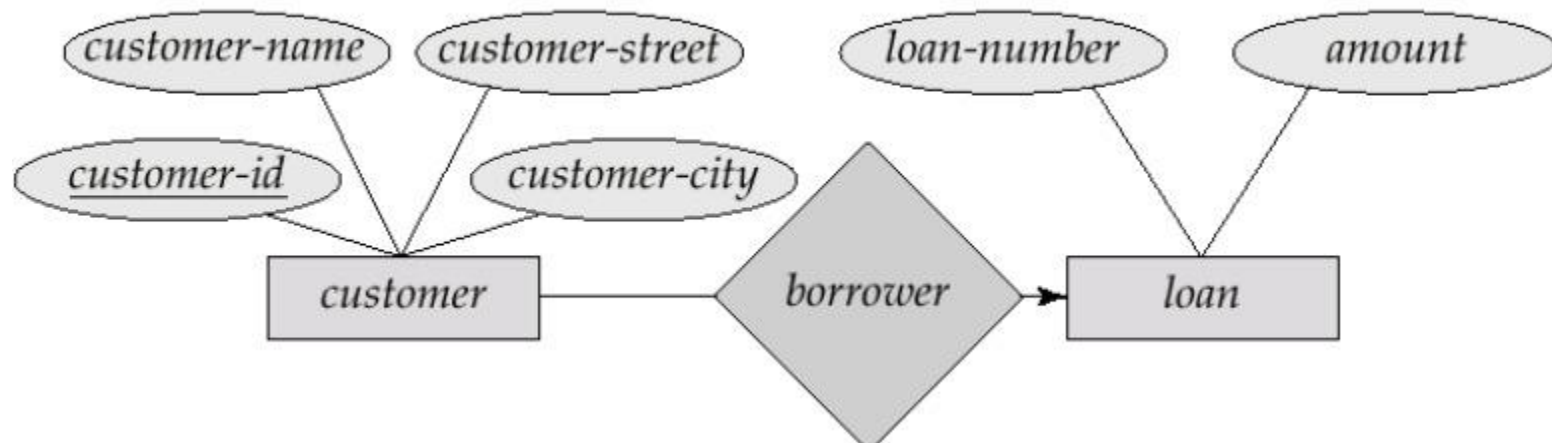 customer-name customer-street loan-number amount
customer-id customer-city
customer borrower loan